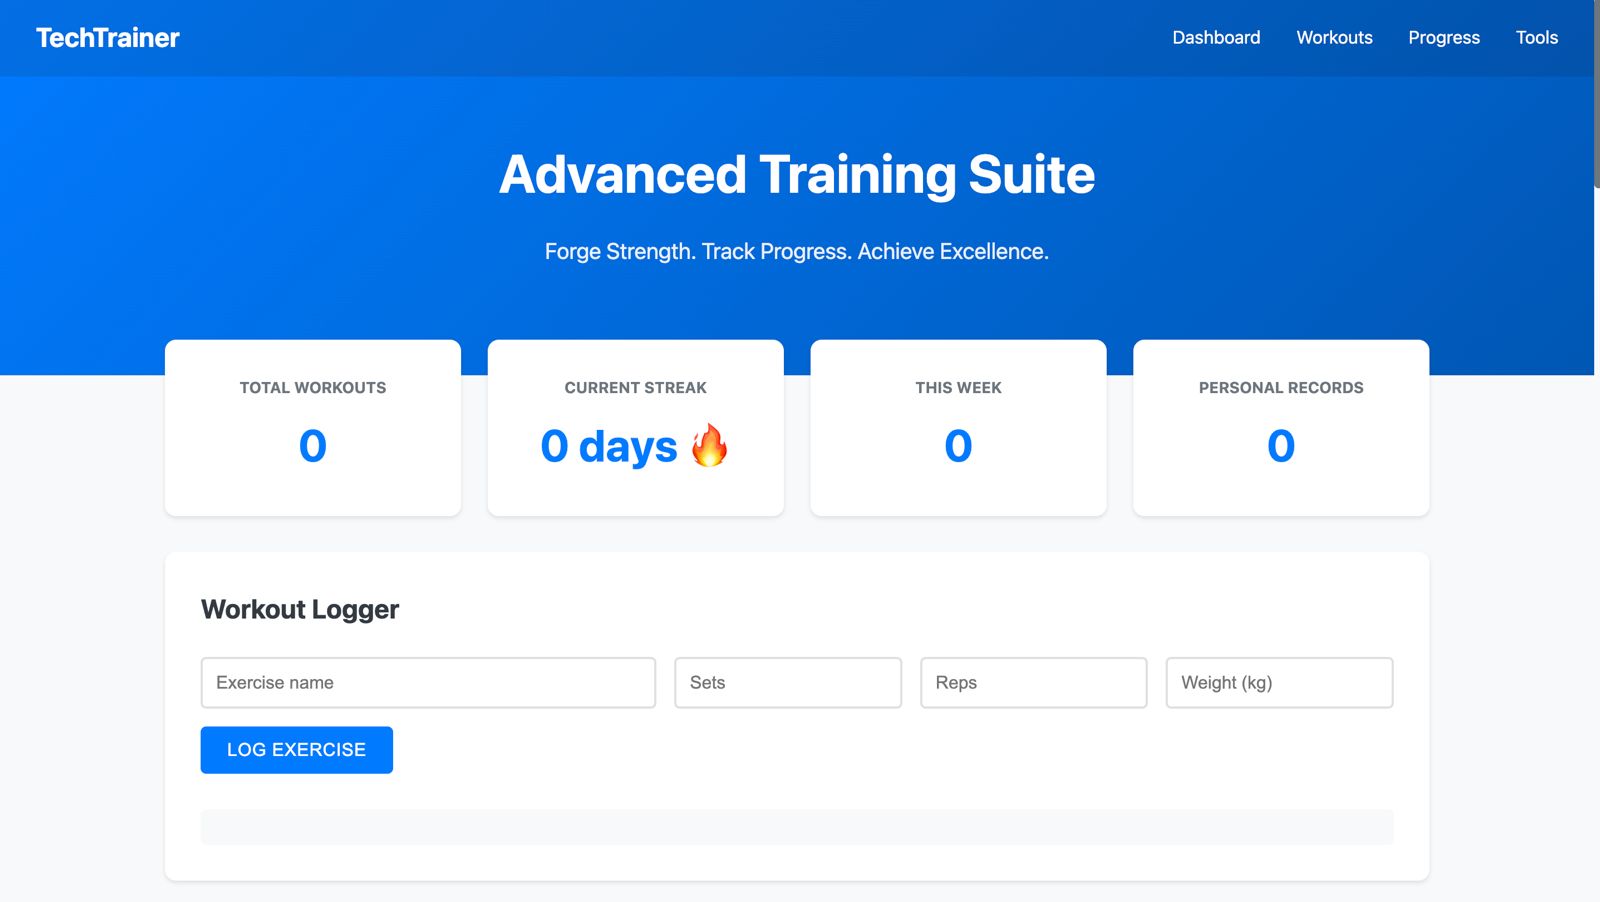 TechTrainer
Dashboard Workouts Progress Tools
Advanced Training Suite
Forge Strength. Track Progress. Achieve Excellence.
TOTAL WORKOUTS
0
CURRENT STREAK
0 days 🔥
THIS WEEK
0
PERSONAL RECORDS
0
Workout Logger
Exercise name
Sets
Reps
Weight (kg)
LOG EXERCISE